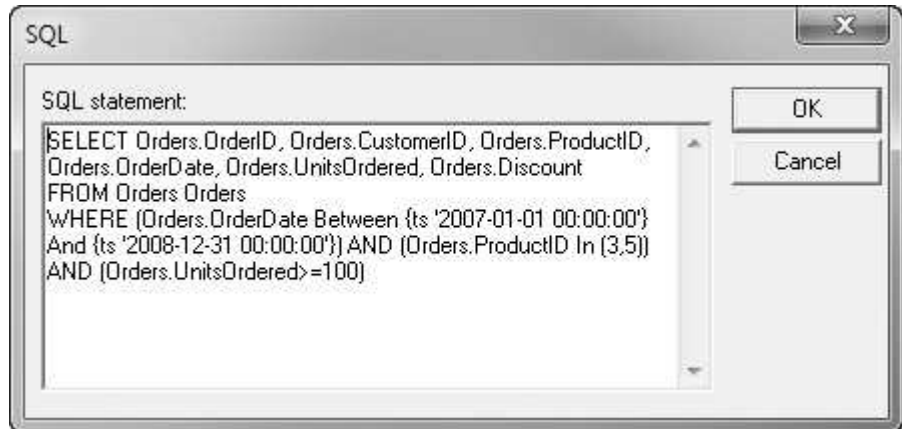 SQL
SQL statement:
SELECT Orders.OrderID, Orders.CustomerID, Orders.ProductID,
Orders.OrderDate, Orders.UnitsOrdered, Orders.Discount
FROM Orders Orders
WHERE (Orders.OrderDate Between {ts '2007-01-01 00:00:00'}
And {ts '2008-12-31 00:00:00'}) AND (Orders.ProductID In (3,5))
AND (Orders.UnitsOrdered>=100)
OK
Cancel